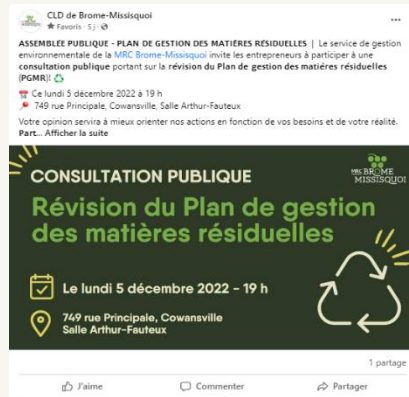 CLD de Brome-Missisquoi
Favoris · 5 j ·
ASSEMBLÉE PUBLIQUE - PLAN DE GESTION DES MATIÈRES RÉSIDUELLES | Le service de gestion
environnementale de la MRC Brome-Missisquoi invite les entrepreneurs à participer à une
consultation publique portant sur la révision du Plan de gestion des matières résiduelles
(PGMR)!
Ce lundi 5 décembre 2022 à 19 h
749 rue Principale, Cowansville, Salle Arthur-Fauteux
Votre opinion servira à mieux orienter nos actions en fonction de vos besoins et de votre réalité.
Part... Afficher la suite
MRC BROME
MISSISQUOI
CONSULTATION PUBLIQUE
Révision du Plan de gestion
des matières résiduelles
Le lundi 5 décembre 2022 - 19 h
749 rue Principale, Cowansville
Salle Arthur-Fauteux
1 partage
J'aime
Commenter
Partager